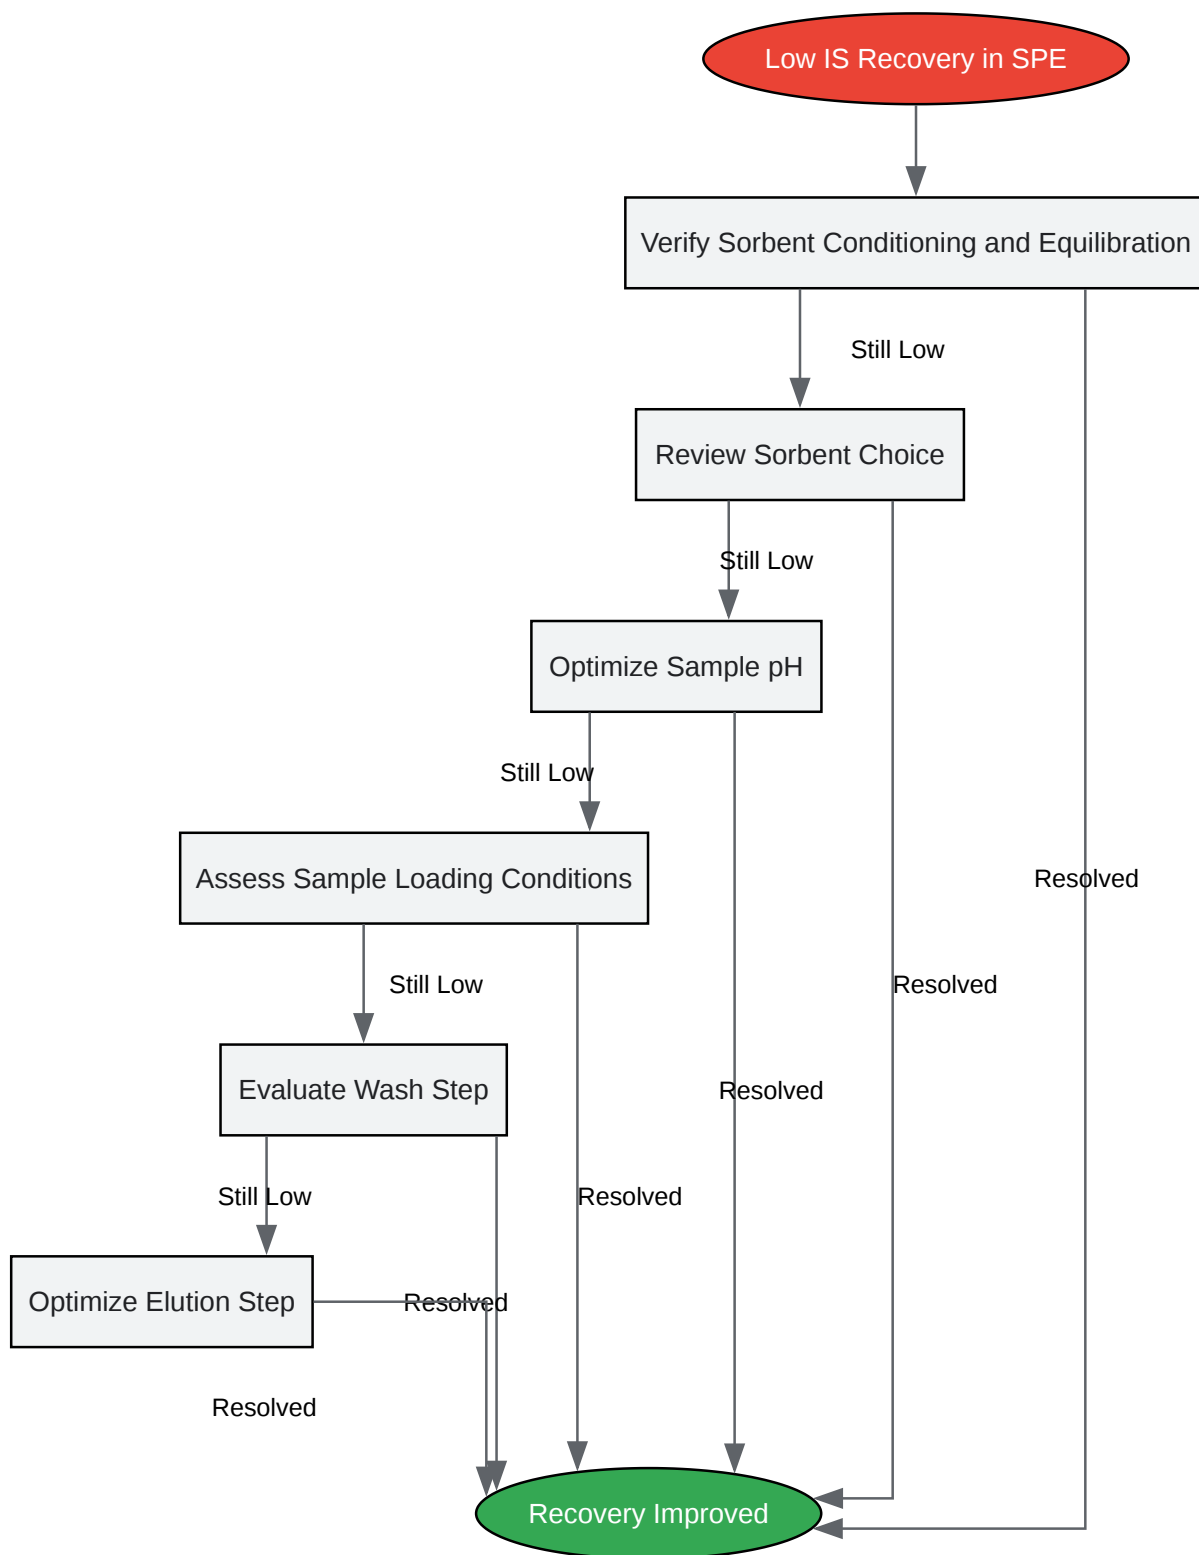 Low IS Recovery in SPE
Verify Sorbent Conditioning and Equilibration
Still Low
Review Sorbent Choice
Still Low
Optimize Sample pH
Still Low
Assess Sample Loading Conditions
Resolved
Still Low
Resolved
Evaluate Wash Step
Resolved
Still Low
Resolved
Optimize Elution Step
Resolved
Resolved
Recovery Improved